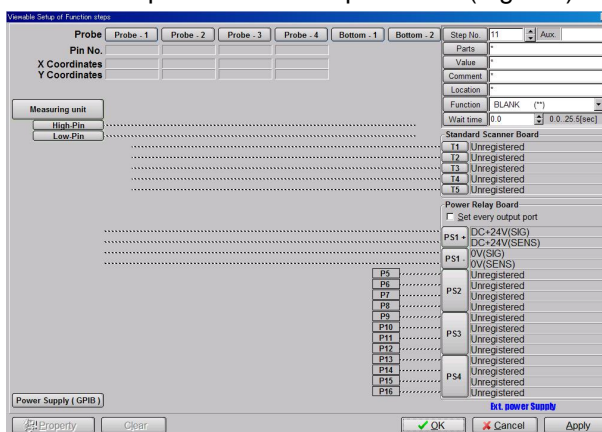 Viewable Setup of Function steps
Probe Probe - 1 Probe - 2 Probe - 3 Probe - 4 Bottom - 1 Bottom - 2
Pin No.
X Coordinates
Y Coordinates
Step No. 11 Aux.
Parts *
Value *
Comment *
Location *
Function BLANK (**)
Wait time 0.0 0.0..25.5[sec]
Measuring unit
High-Pin
Low-Pin
Standard Scanner Board
T1 Unregistered
T2 Unregistered
T3 Unregistered
T4 Unregistered
T5 Unregistered
Power Relay Board
Set every output port
PS1 + DC+24V(SIG)
DC+24V(SENS)
PS1 - 0V(SIG)
0V(SENS)
P5 PS2 Unregistered
P6 Unregistered
P7 Unregistered
P8 Unregistered
P9 PS3 Unregistered
P10 Unregistered
P11 Unregistered
P12 Unregistered
P13 PS4 Unregistered
P14 Unregistered
P15 Unregistered
P16 Unregistered
Power Supply ( GPIB )
Ext. power Supply
Property Clear OK Cancel Apply